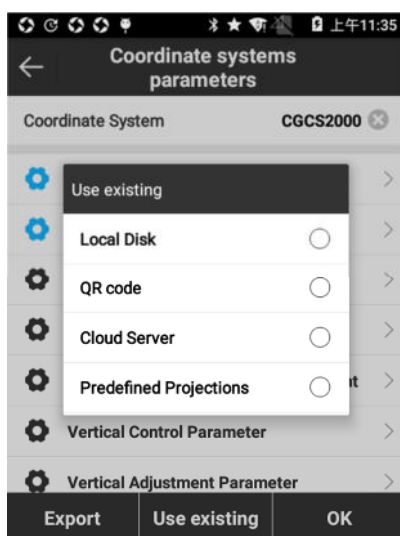 上午11:35
Coordinate systems
parameters
Coordinate System CGCS2000
Use existing
Local Disk
QR code
Cloud Server
Predefined Projections
Vertical Control Parameter
Vertical Adjustment Parameter
Export Use existing OK